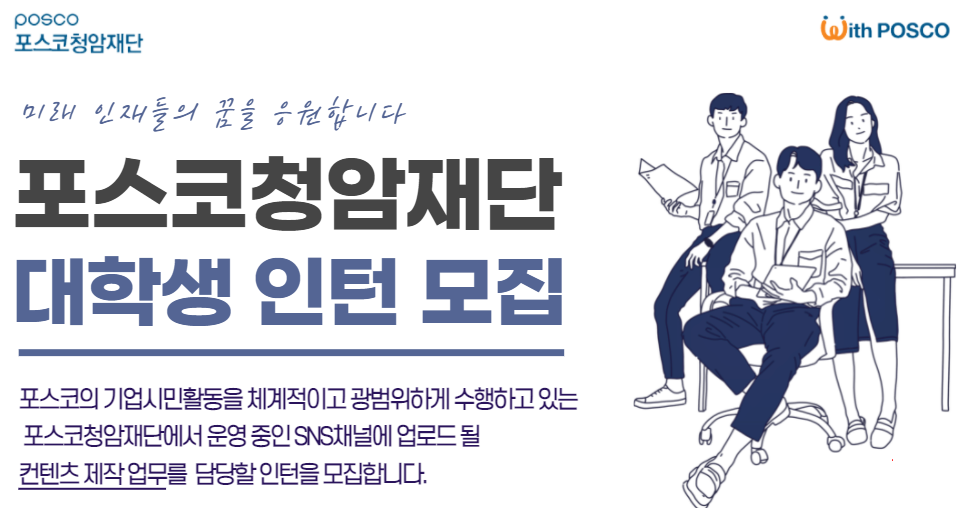 posco
포스코청암재단
With POSCO
미래 인재들의 꿈을 응원합니다
포스코청암재단
대학생 인턴 모집
포스코의 기업시민활동을 체계적이고 광범위하게 수행하고 있는
포스코청암재단에서 운영 중인 SNS채널에 업로드 될
컨텐츠 제작 업무를 담당할 인턴을 모집합니다.